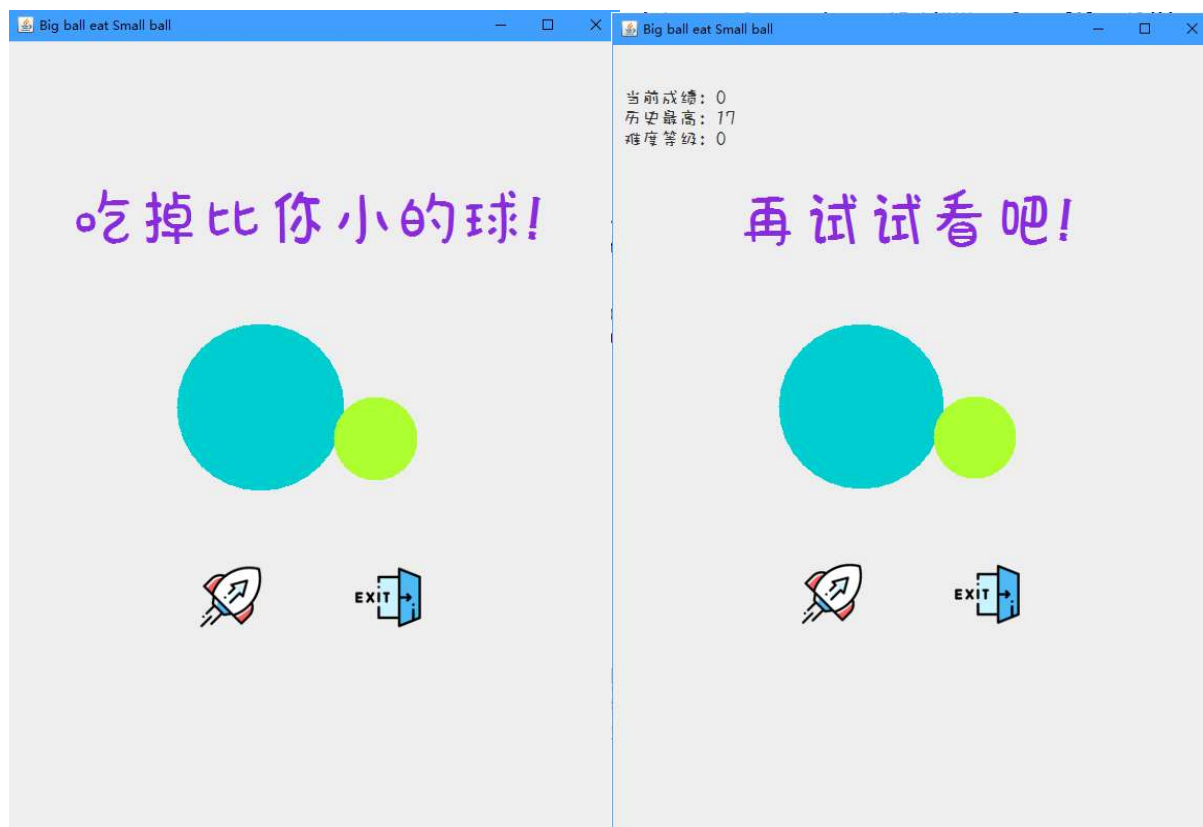 Big ball eat Small ball
吃掉比你小的球!
EXIT
Big ball eat Small ball
当前成绩: 0
历史最高: 17
难度等级: 0
再试试看吧!
EXIT